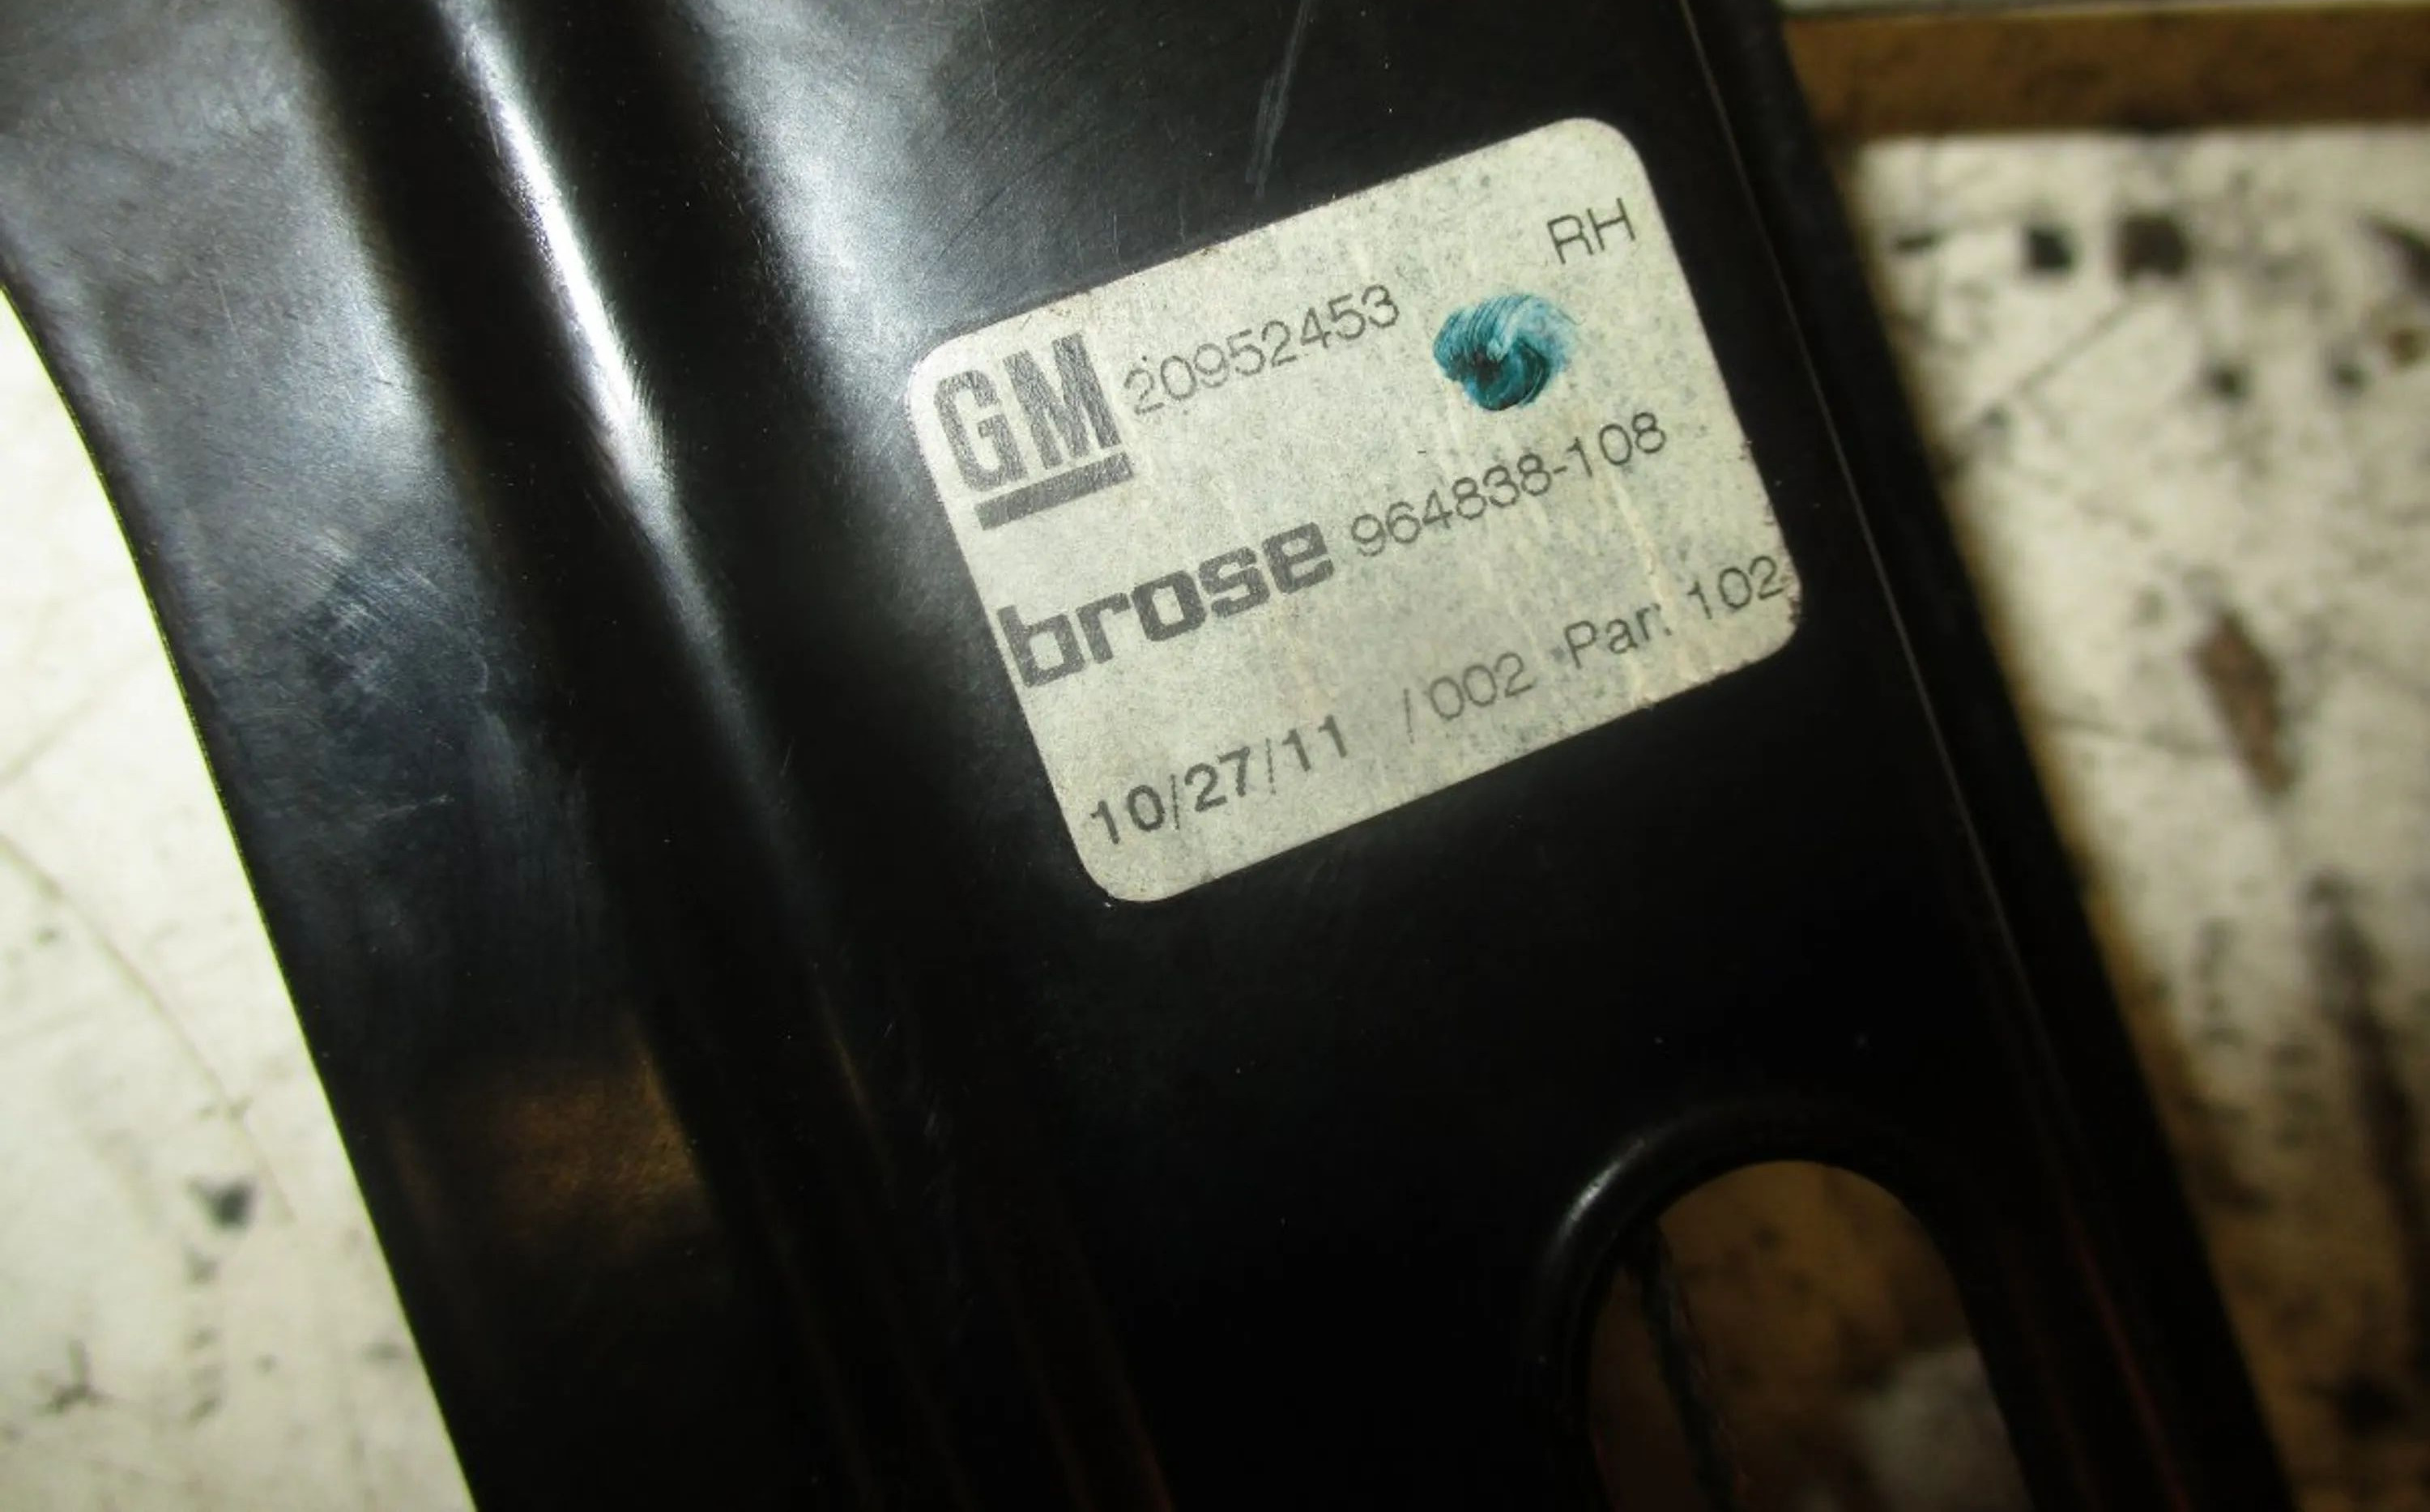 RH
GM 20952453
brose 964838-108
10/27/11 /002 Par: 102